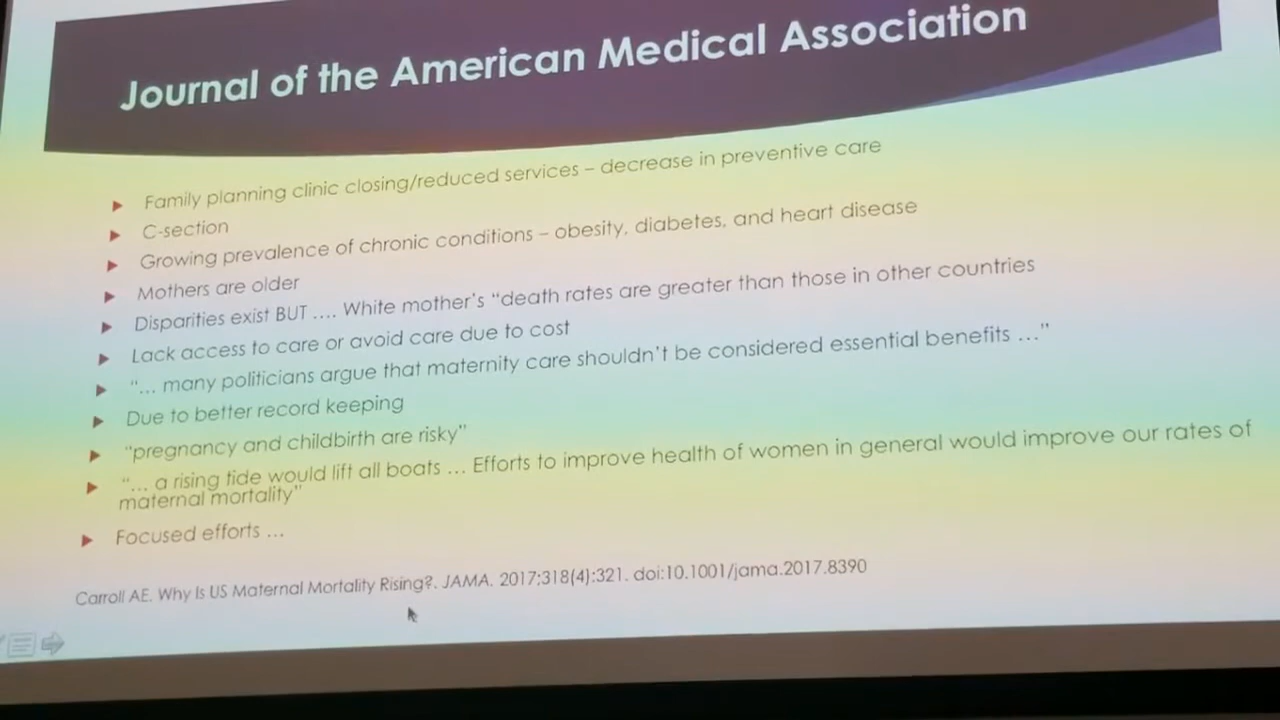 Journal of the American Medical Association
Family planning clinic closing/reduced services – decrease in preventive care
C-section
Growing prevalence of chronic conditions – obesity, diabetes, and heart disease
Mothers are older
Disparities exist BUT …. White mother's "death rates are greater than those in other countries
Lack access to care or avoid care due to cost
"… many politicians argue that maternity care shouldn't be considered essential benefits …"
Due to better record keeping
"pregnancy and childbirth are risky"
"… a rising tide would lift all boats … Efforts to improve health of women in general would improve our rates of
maternal mortality"
Focused efforts …
Carroll AE. Why Is US Maternal Mortality Rising?. JAMA. 2017;318(4):321. doi:10.1001/jama.2017.8390